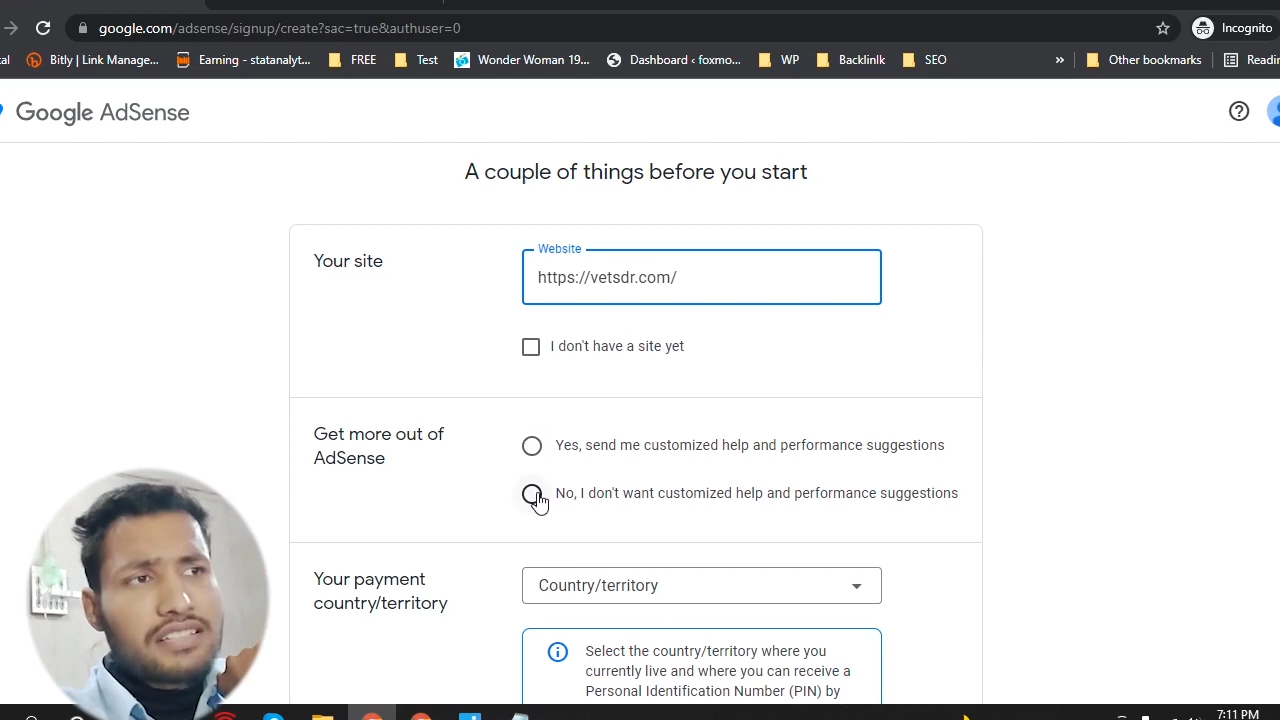 google.com/adsense/signup/create?sac=true&authuser=0
Incognito
al
Bitly | Link Manage...
Earning - statanalyt...
FREE
Test
Wonder Woman 19...
Dashboard ‹ foxmo...
WP
Backlinlk
SEO
»
Other bookmarks
Readin
Google AdSense
A couple of things before you start
Your site
Website
https://vetsdr.com/
I don't have a site yet
Get more out of
AdSense
Yes, send me customized help and performance suggestions
No, I don't want customized help and performance suggestions
Your payment
country/territory
Country/territory
Select the country/territory where you
currently live and where you can receive a
Personal Identification Number (PIN) by
7:11 PM